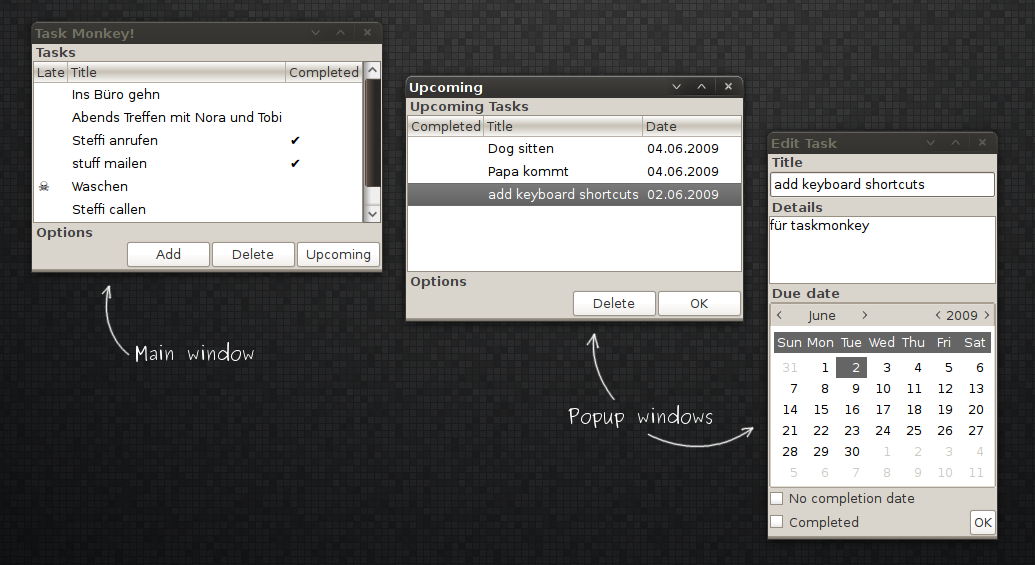 Task Monkey!
Tasks
Late Title Completed
Ins Büro gehn
Abends Treffen mit Nora und Tobi
Steffi anrufen ✔
stuff mailen ✔
☠ Waschen
Steffi callen
Options
Add Delete Upcoming
Main window
Upcoming
Upcoming Tasks
Completed Title Date
Dog sitten 04.06.2009
Papa kommt 04.06.2009
add keyboard shortcuts 02.06.2009
Options
Delete OK
Popup windows
Edit Task
Title
add keyboard shortcuts
Details
für taskmonkey
Due date
< June > < 2009 >
Sun Mon Tue Wed Thu Fri Sat
31 1 2 3 4 5 6
7 8 9 10 11 12 13
14 15 16 17 18 19 20
21 22 23 24 25 26 27
28 29 30 1 2 3 4
5 6 7 8 9 10 11
No completion date
Completed OK